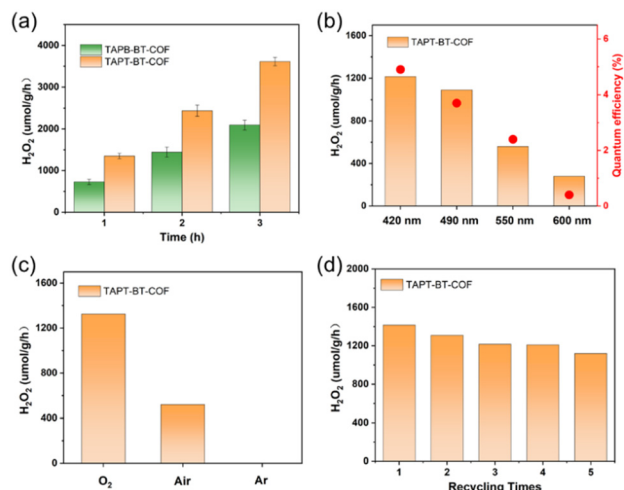 (a)
TAPB-BT-COF
TAPT-BT-COF
H₂O₂ (umol/g/h)
4000
3000
2000
1000
0
1 2 3
Time (h)
(b)
TAPT-BT-COF
H₂O₂ (umol/g/h)
1600
1200
800
400
0
6
4
2
0
Quantum efficiency (%)
420 nm 490 nm 550 nm 600 nm
(c)
TAPT-BT-COF
H₂O₂ (umol/g/h)
1600
1200
800
400
0
O₂ Air Ar
(d)
TAPT-BT-COF
H₂O₂ (umol/g/h)
2000
1600
1200
800
400
0
1 2 3 4 5
Recycling Times